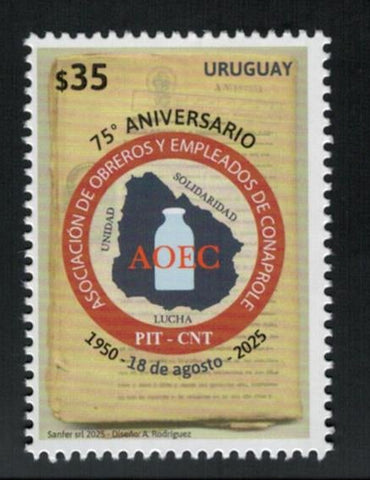 $35
URUGUAY
75° ANIVERSARIO
ASOCIACIÓN DE OBREROS Y EMPLEADOS DE CONAPROLE
UNIDAD
SOLIDARIDAD
AOEC
LUCHA
PIT - CNT
1950 - 18 de agosto - 2025
Sanfer srl 2025 - Diseño: A. Rodríguez